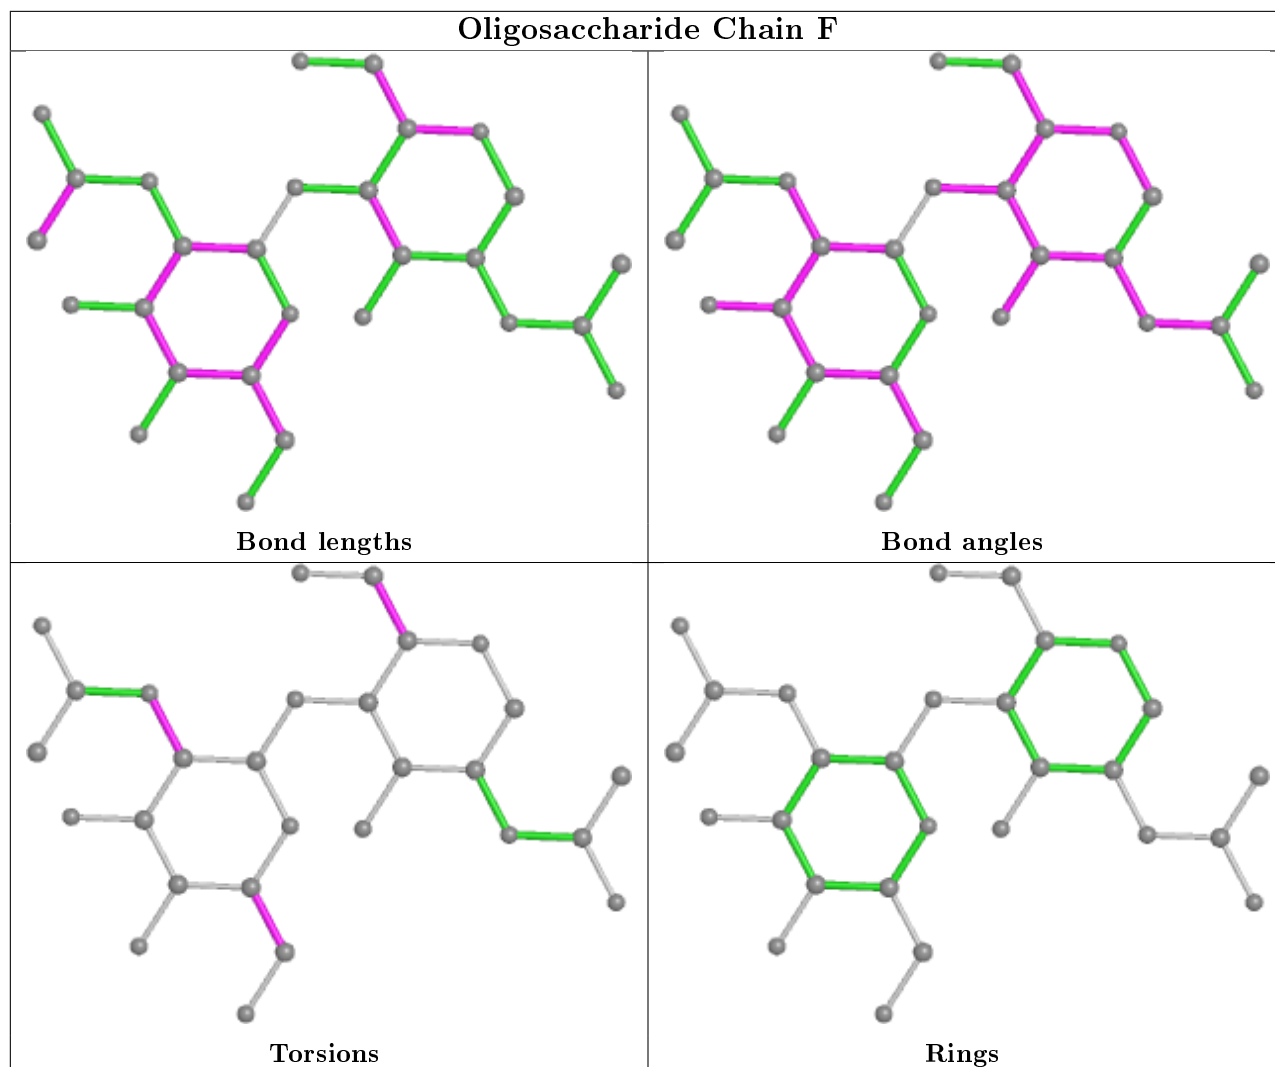 Oligosaccharide Chain F
Bond lengths
Bond angles
Torsions
Rings